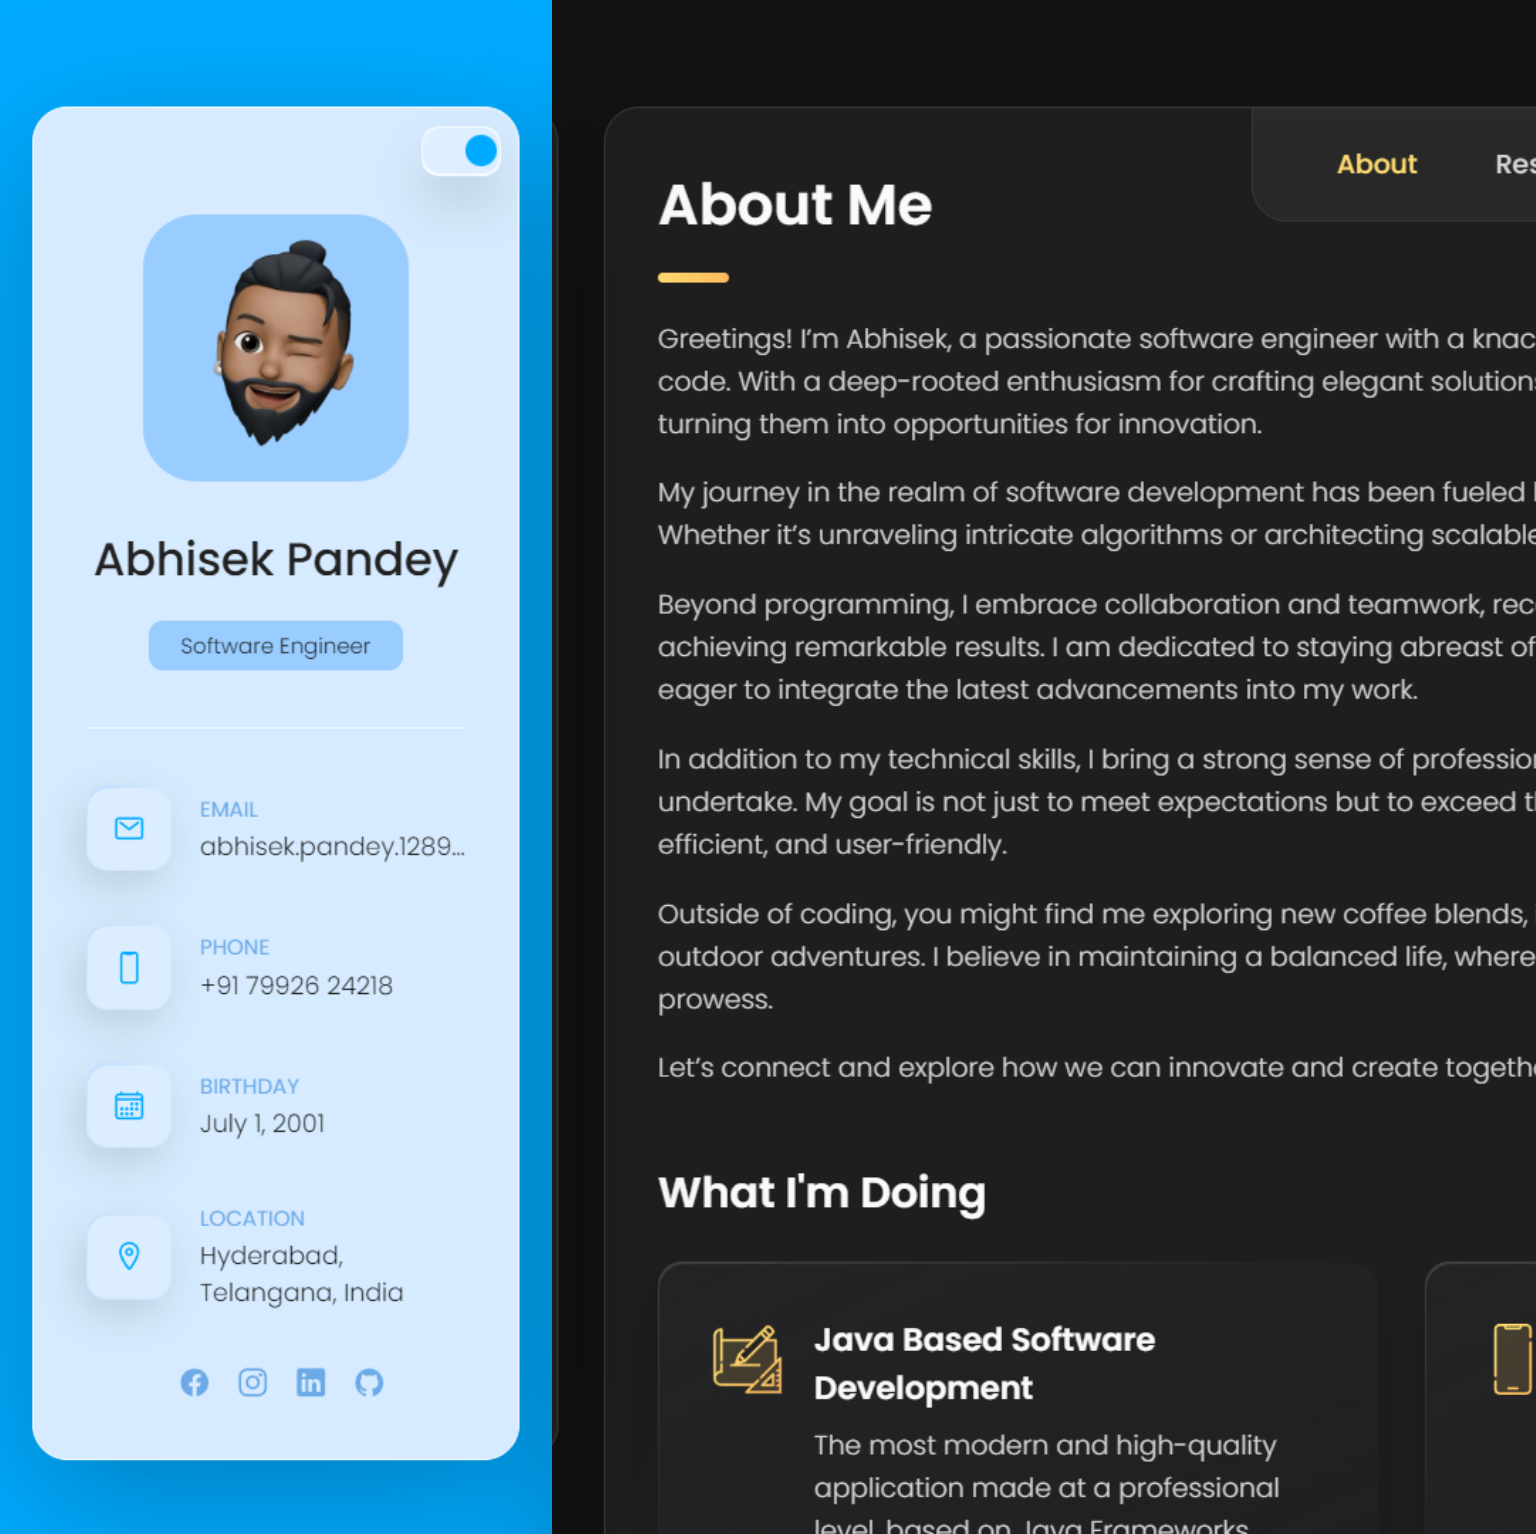 Abhisek Pandey
Software Engineer
EMAIL
abhisek.pandey.1289...
PHONE
+91 79926 24218
BIRTHDAY
July 1, 2001
LOCATION
Hyderabad,
Telangana, India
About
About Me
Greetings! I’m Abhisek, a passionate software engineer with a
code. With a deep-rooted enthusiasm for crafting elegant solutions
turning them into opportunities for innovation.
My journey in the realm of software development has been fueled
Whether it’s unraveling intricate algorithms or architecting scalable
Beyond programming, I embrace collaboration and teamwork,
achieving remarkable results. I am dedicated to staying abreast of
eager to integrate the latest advancements into my work.
In addition to my technical skills, I bring a strong sense of
undertake. My goal is not just to meet expectations but to exceed
efficient, and user-friendly.
Outside of coding, you might find me exploring new coffee blends,
outdoor adventures. I believe in maintaining a balanced life, where
prowess.
Let’s connect and explore how we can innovate and create
What I'm Doing
Java Based Software
Development
The most modern and high-quality
application made at a professional
level, based on Java Frameworks